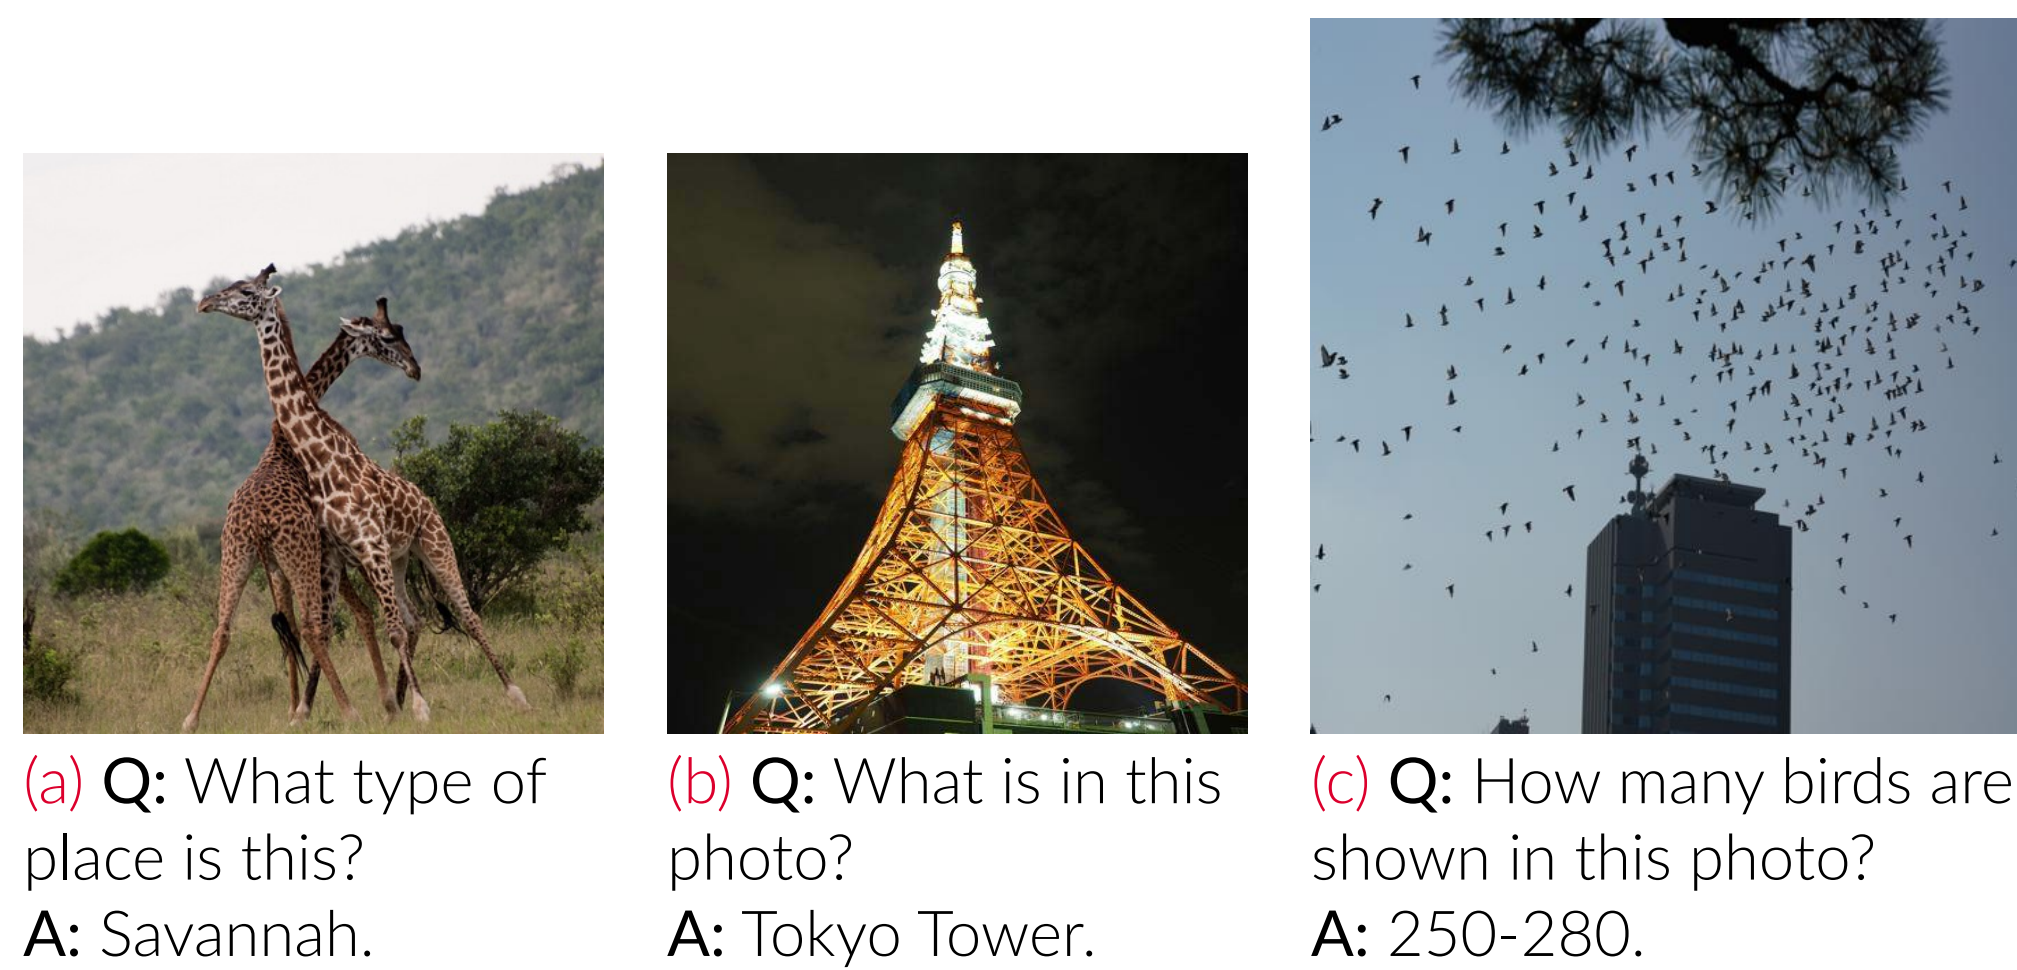 (a) Q: What type of
place is this?
A: Savannah.
(b) Q: What is in this
photo?
A: Tokyo Tower.
(c) Q: How many birds are
shown in this photo?
A: 250-280.